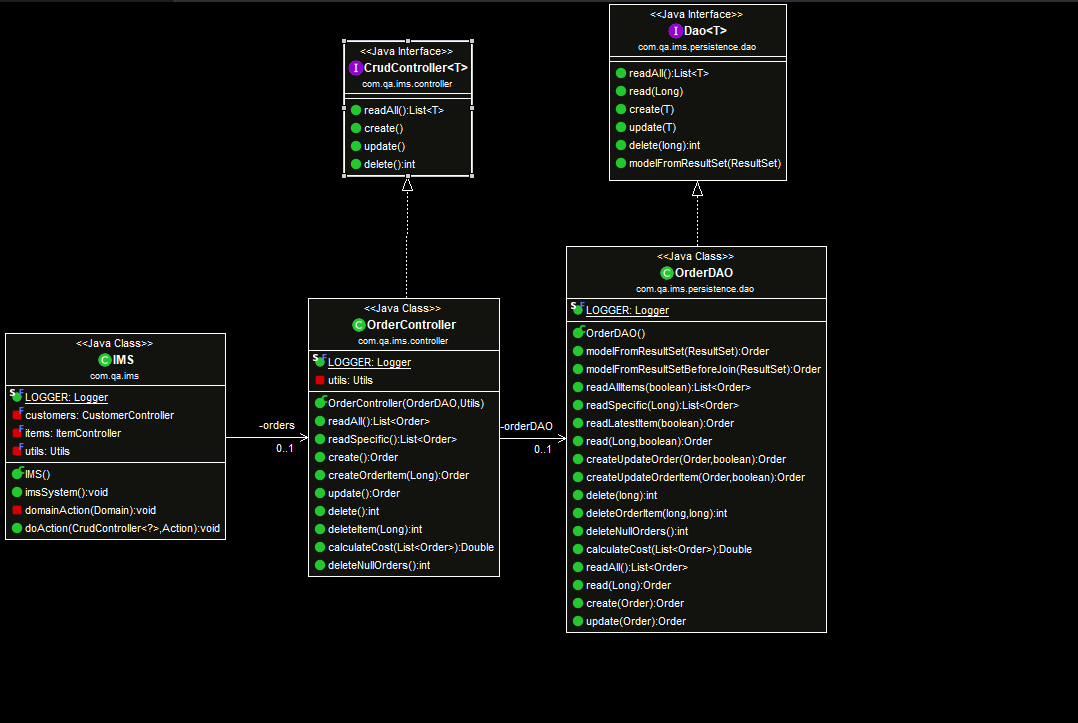 <<Java Interface>>
I CrudController<T>
com.qa.ims.controller
readAll():List<T>
create()
update()
delete():int
<<Java Interface>>
I Dao<T>
com.qa.ims.persistence.dao
readAll():List<T>
read(Long)
create(T)
update(T)
delete(long):int
modelFromResultSet(ResultSet)
<<Java Class>>
C IMS
com.qa.ims
S F LOGGER: Logger
F customers: CustomerController
F items: ItemController
F utils: Utils
C IMS()
imsSystem():void
domainAction(Domain):void
doAction(CrudController<?>,Action):void
-orders
0..1
<<Java Class>>
C OrderController
com.qa.ims.controller
S F LOGGER: Logger
utils: Utils
C OrderController(OrderDAO,Utils)
readAll():List<Order>
readSpecific():List<Order>
create():Order
createOrderItem(Long):Order
update():Order
delete():int
deleteItem(Long):int
calculateCost(List<Order>):Double
deleteNullOrders():int
-orderDAO
0..1
<<Java Class>>
C OrderDAO
com.qa.ims.persistence.dao
S F LOGGER: Logger
C OrderDAO()
modelFromResultSet(ResultSet):Order
modelFromResultSetBeforeJoin(ResultSet):Order
readAllItems(boolean):List<Order>
readSpecific(Long):List<Order>
readLatestItem(boolean):Order
read(Long,boolean):Order
createUpdateOrder(Order,boolean):Order
createUpdateOrderItem(Order,boolean):Order
delete(long):int
deleteOrderItem(long,long):int
deleteNullOrders():int
calculateCost(List<Order>):Double
readAll():List<Order>
read(Long):Order
create(Order):Order
update(Order):Order